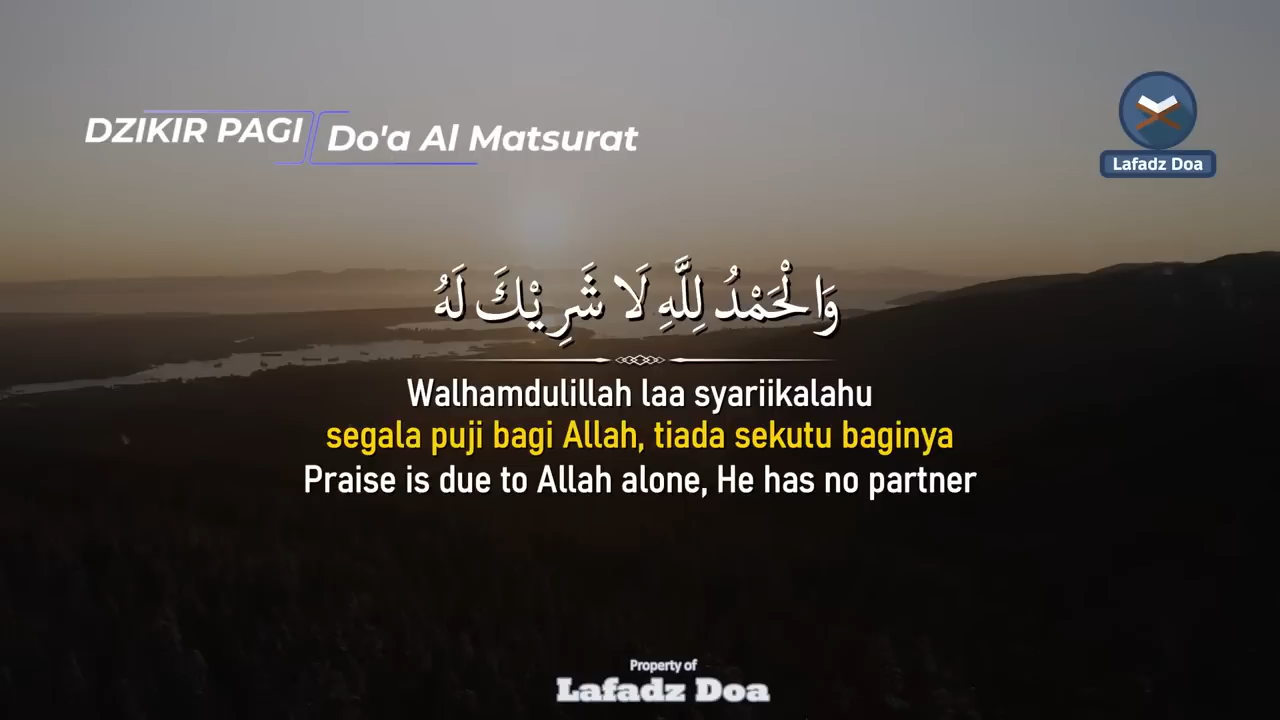 DZIKIR PAGI
Do'a Al Matsurat
Lafadz Doa
وَالْحَمْدُ لِلَّهِ لَا شَرِيْكَ لَهُ
Walhamdulillah laa syariikalahu
segala puji bagi Allah, tiada sekutu baginya
Praise is due to Allah alone, He has no partner
Property of
Lafadz Doa